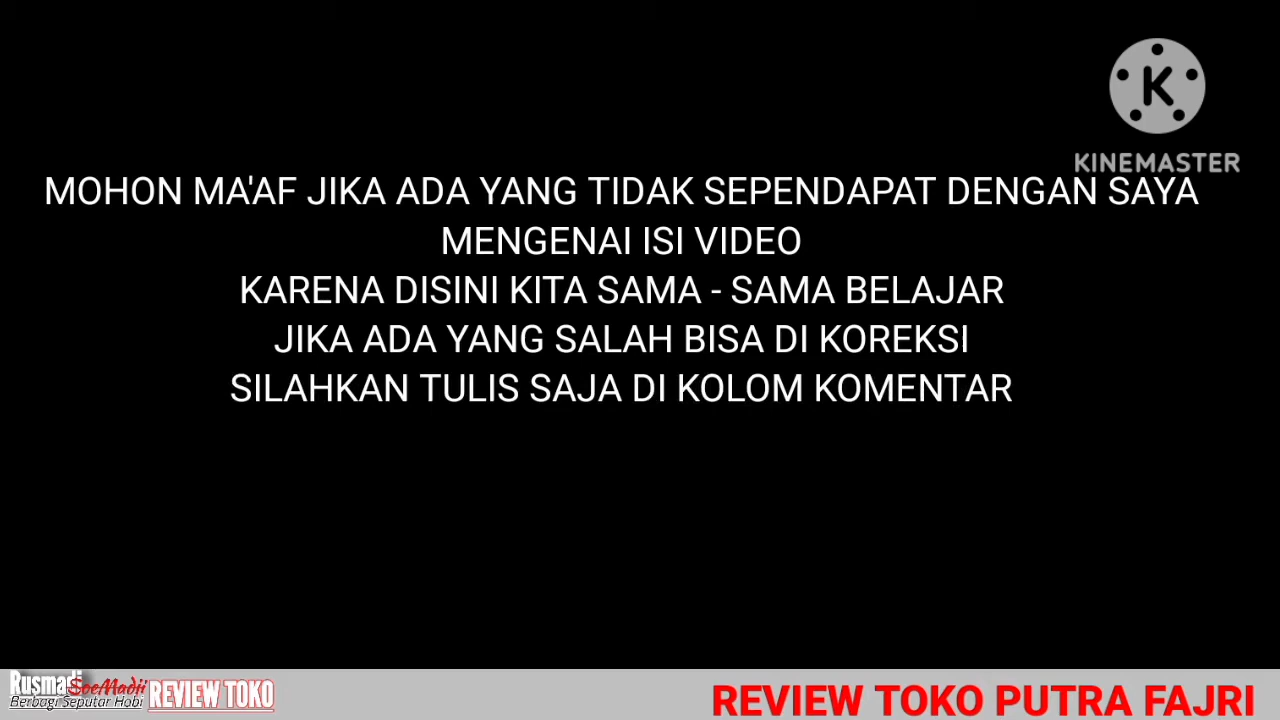 K
KINEMASTER
MOHON MA'AF JIKA ADA YANG TIDAK SEPENDAPAT DENGAN SAYA
MENGENAI ISI VIDEO
KARENA DISINI KITA SAMA - SAMA BELAJAR
JIKA ADA YANG SALAH BISA DI KOREKSI
SILAHKAN TULIS SAJA DI KOLOM KOMENTAR
Rusmadi
SoeMadii
Berbagi Seputar Hobi
REVIEW TOKO
REVIEW TOKO PUTRA FAJRI